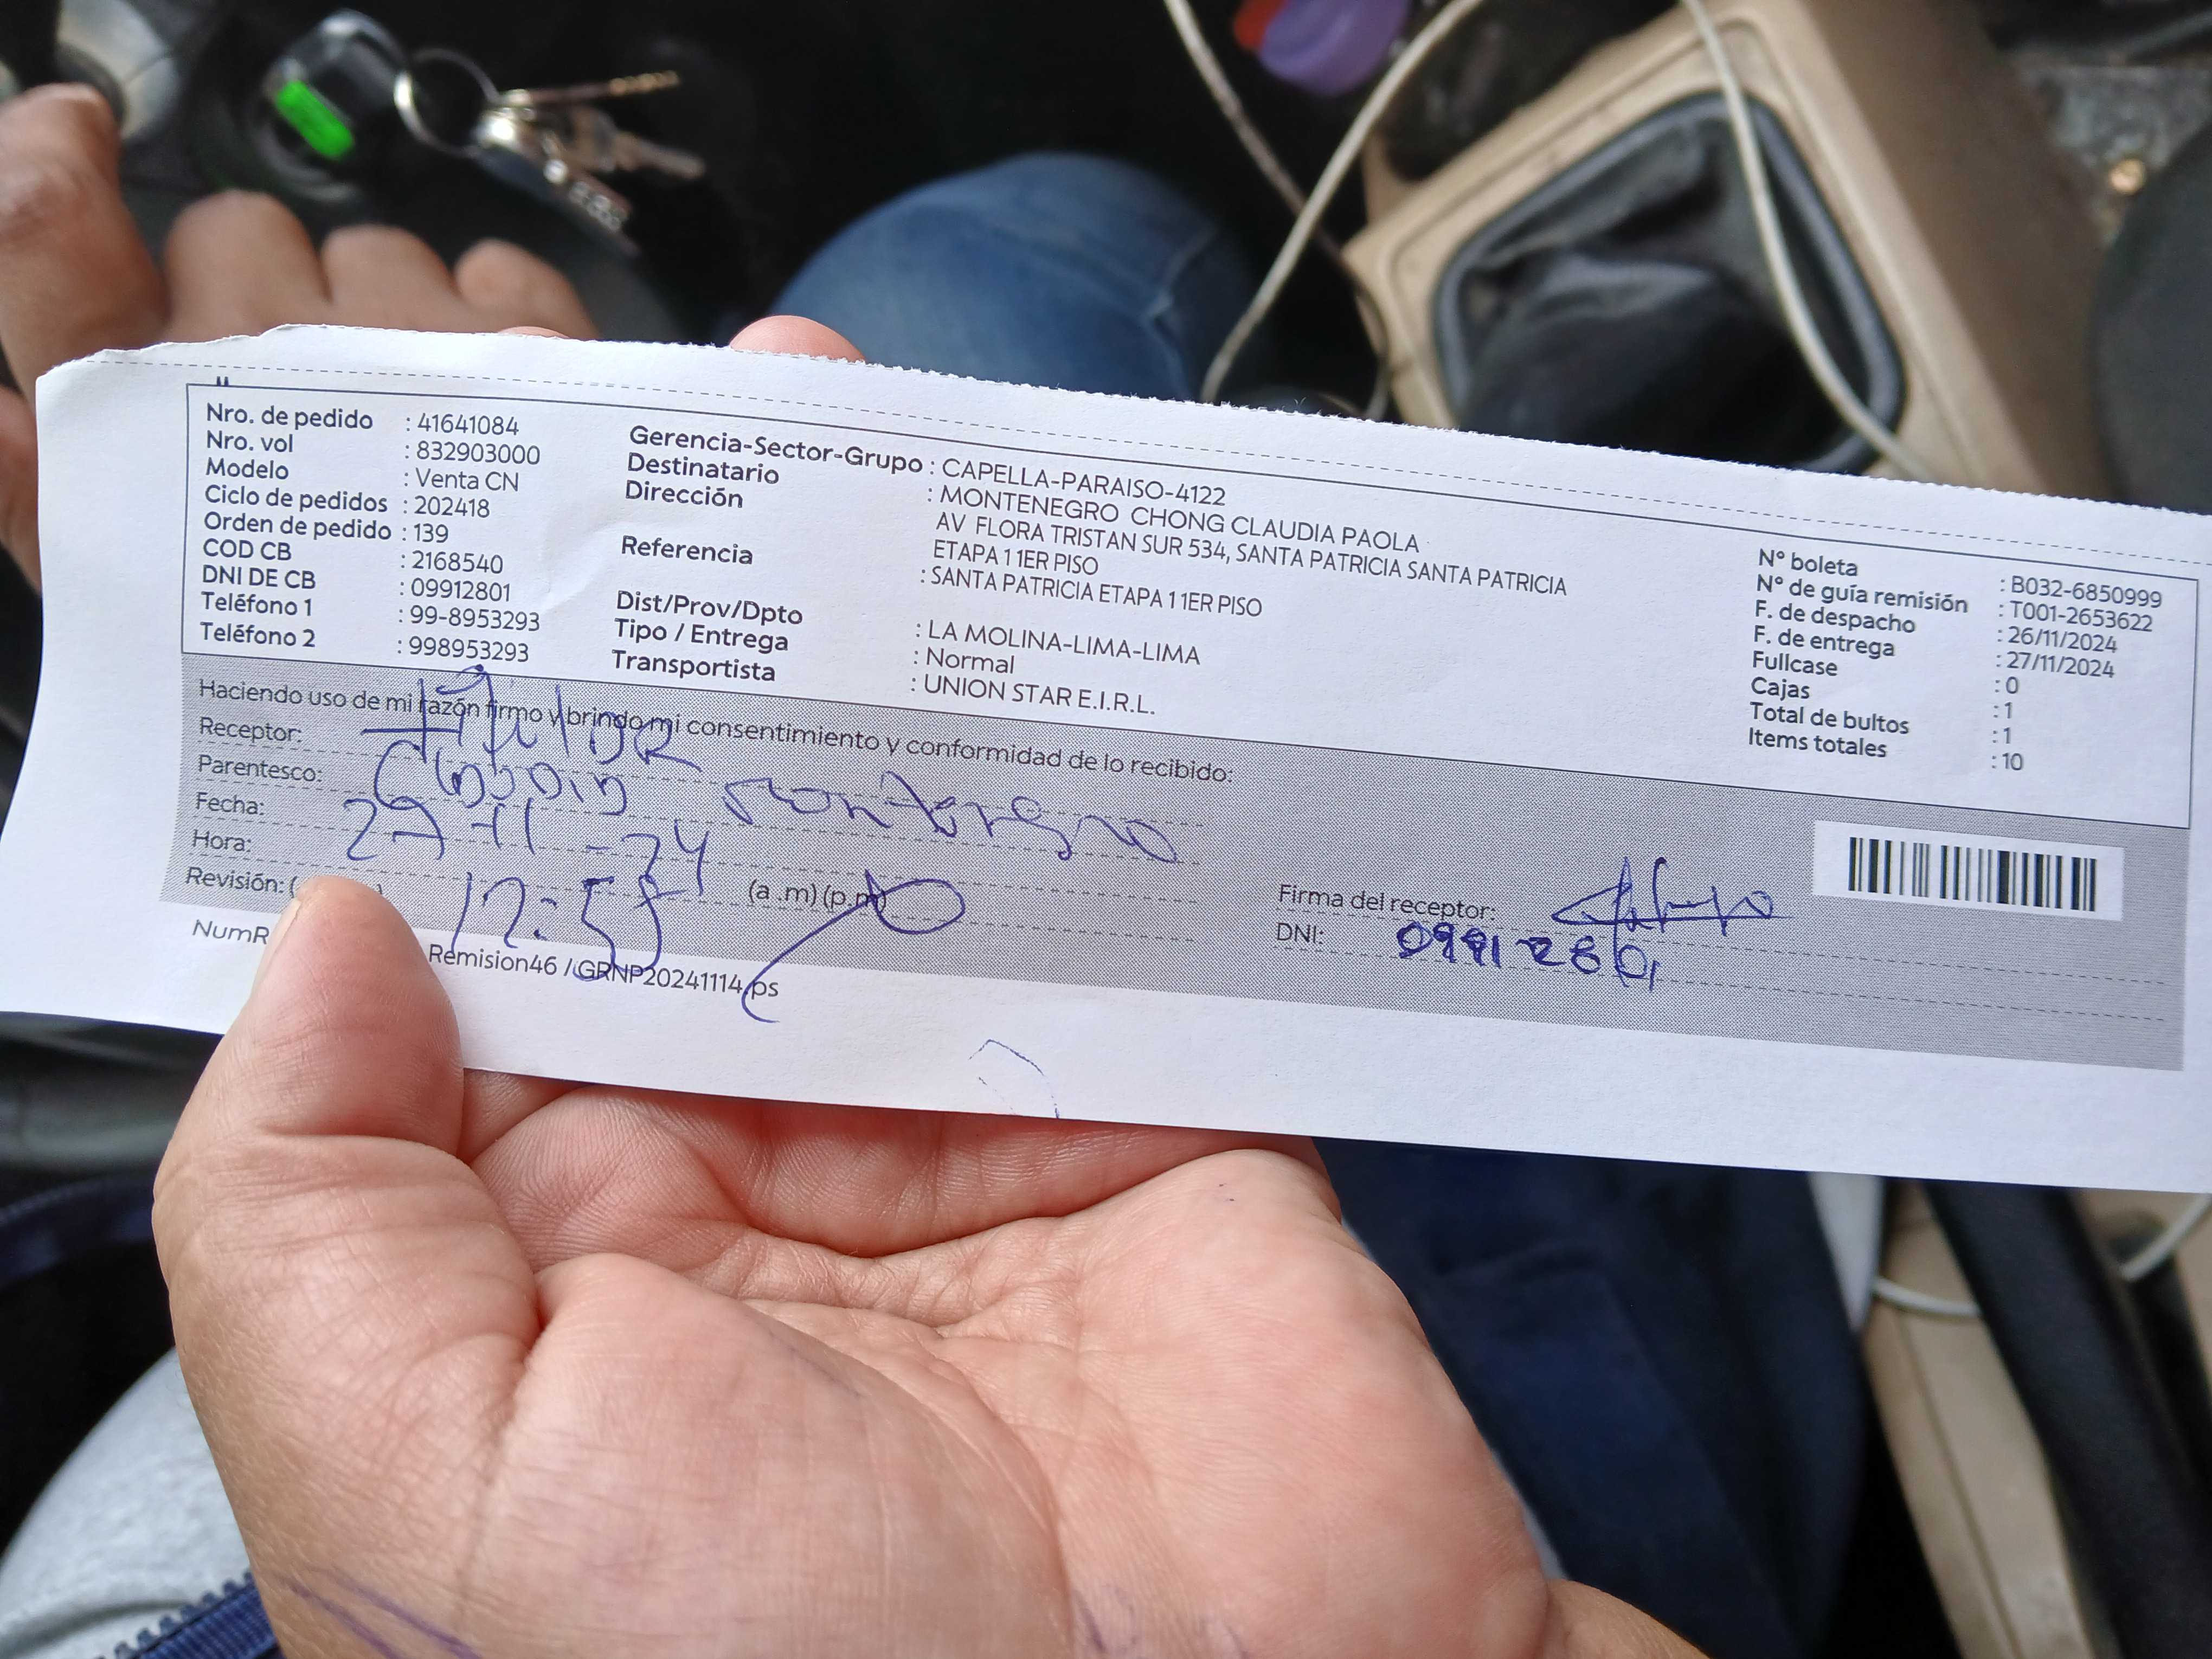 Nro. de pedido : 41641084
Nro. vol : 832903000
Modelo : Venta CN
Ciclo de pedidos : 202418
Orden de pedido : 139
COD CB : 2168540
DNI DE CB : 09912801
Teléfono 1 : 99-8953293
Teléfono 2 : 998953293
Gerencia-Sector-Grupo : CAPELLA-PARAISO-4122
Destinatario : MONTENEGRO CHONG CLAUDIA PAOLA
Dirección AV FLORA TRISTAN SUR 534, SANTA PATRICIA SANTA PATRICIA
ETAPA 1 1ER PISO
Referencia : SANTA PATRICIA ETAPA 1 1ER PISO
Dist/Prov/Dpto : LA MOLINA-LIMA-LIMA
Tipo / Entrega : Normal
Transportista : UNION STAR E.I.R.L.
N° boleta : B032-6850999
N° de guía remisión : T001-2653622
F. de despacho : 26/11/2024
F. de entrega : 27/11/2024
Fullcase : 0
Cajas : 1
Total de bultos : 1
Items totales : 10
Haciendo uso de mi razón firmo y brindo mi consentimiento y conformidad de lo recibido:
Receptor: Titular
Parentesco: Claudia Montenegro
Fecha: 27-11-24
Hora: 12:55 (a.m) (p.m)
Revisión: (
Firma del receptor:
DNI: 09912801
NumR
Remision46 / GRNP20241114.ps